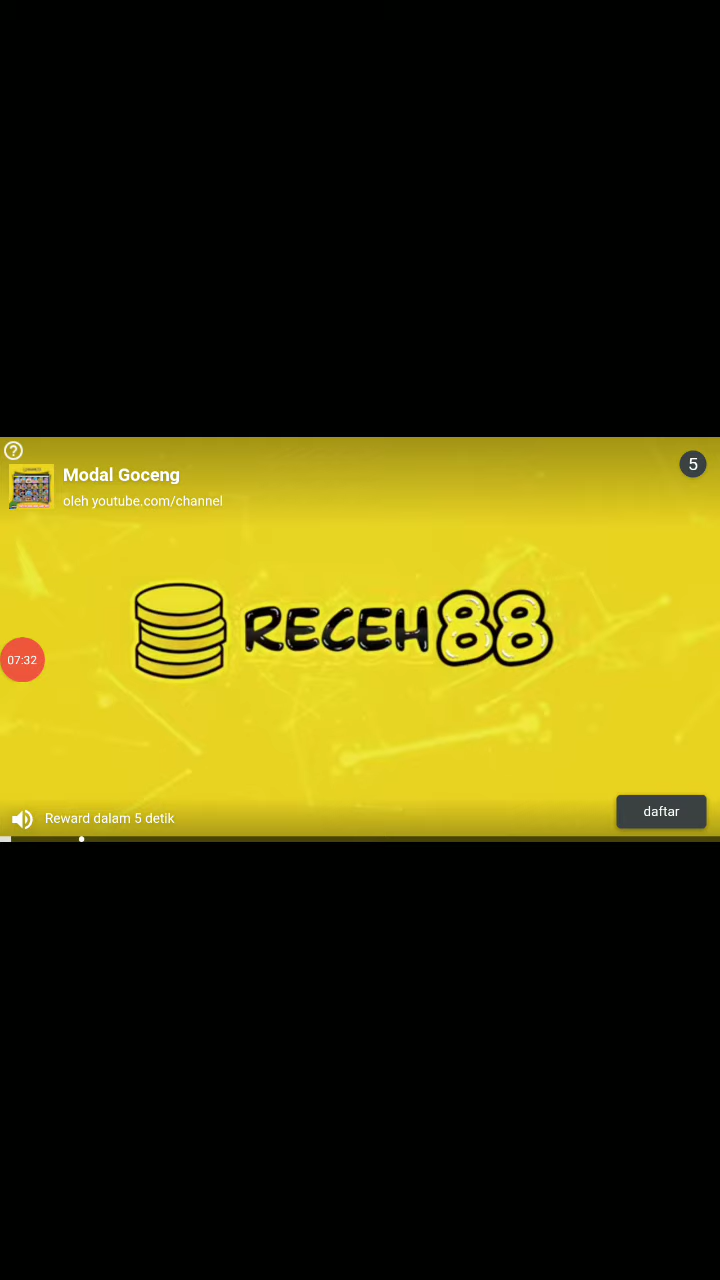 Modal Goceng
5
oleh youtube.com/channel
RECEH88
07:32
Reward dalam 5 detik
daftar